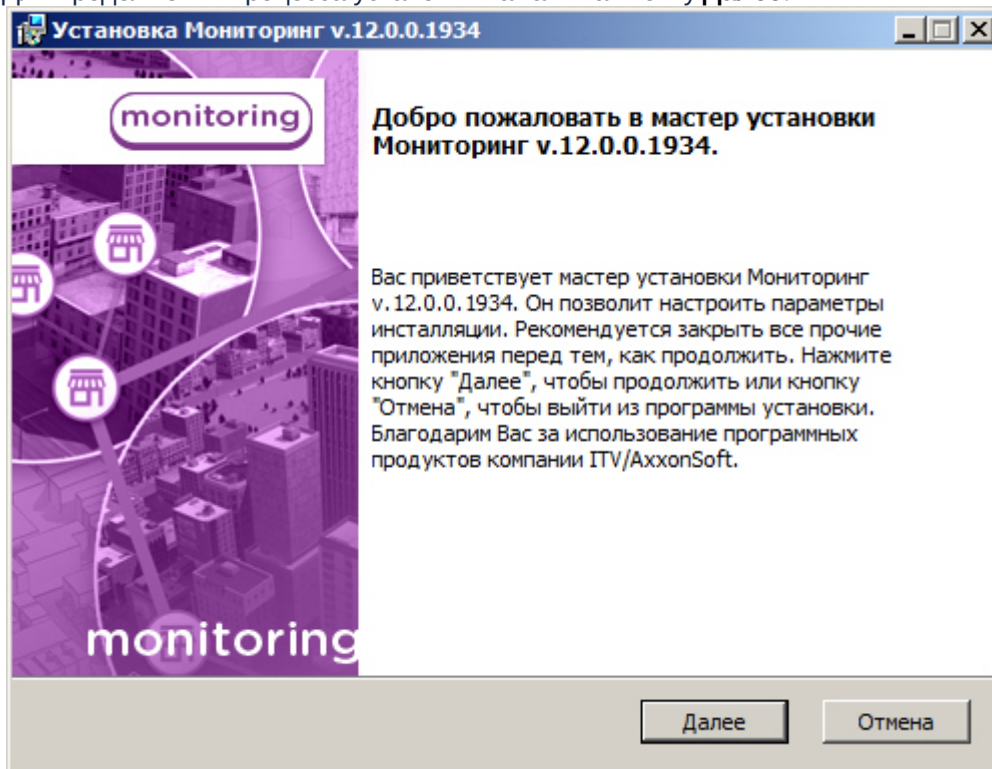 Установка Мониторинг v.12.0.0.1934
monitoring
Добро пожаловать в мастер установки
Мониторинг v.12.0.0.1934.
Вас приветствует мастер установки Мониторинг
v.12.0.0.1934. Он позволит настроить параметры
инсталляции. Рекомендуется закрыть все прочие
приложения перед тем, как продолжить. Нажмите
кнопку "Далее", чтобы продолжить или кнопку
"Отмена", чтобы выйти из программы установки.
Благодарим Вас за использование программных
продуктов компании ITV/AxxonSoft.
monitoring
Далее
Отмена